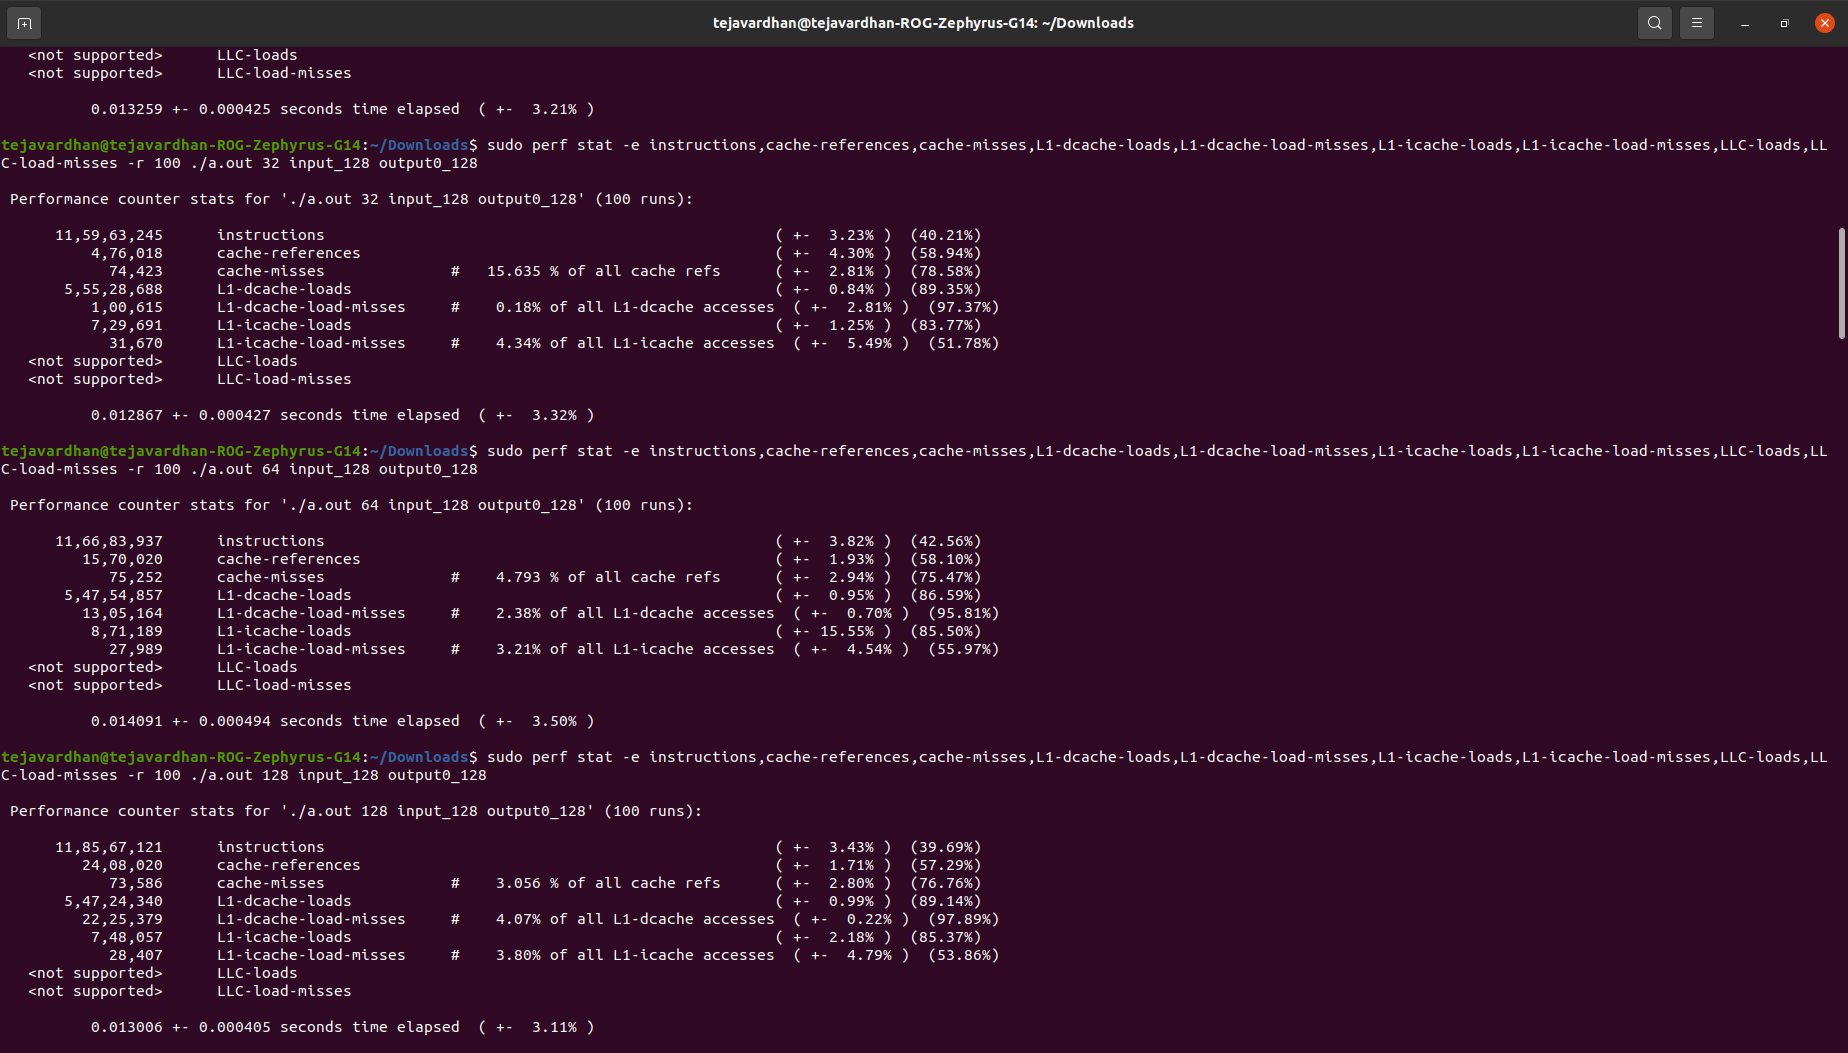 tejavardhan@tejavardhan-ROG-Zephyrus-G14: ~/Downloads
<not supported>      LLC-loads
<not supported>      LLC-load-misses
0.013259 +- 0.000425 seconds time elapsed  ( +-  3.21% )
tejavardhan@tejavardhan-ROG-Zephyrus-G14:~/Downloads$ sudo perf stat -e instructions,cache-references,cache-misses,L1-dcache-loads,L1-dcache-load-misses,L1-icache-loads,L1-icache-load-misses,LLC-loads,LL
C-load-misses -r 100 ./a.out 32 input_128 output0_128
Performance counter stats for './a.out 32 input_128 output0_128' (100 runs):
11,59,63,245      instructions                                                  ( +-  3.23% )  (40.21%)
4,76,018      cache-references                                              ( +-  4.30% )  (58.94%)
74,423      cache-misses              #   15.635 % of all cache refs      ( +-  2.81% )  (78.58%)
5,55,28,688      L1-dcache-loads                                               ( +-  0.84% )  (89.35%)
1,00,615      L1-dcache-load-misses     #    0.18% of all L1-dcache accesses  ( +-  2.81% )  (97.37%)
7,29,691      L1-icache-loads                                               ( +-  1.25% )  (83.77%)
31,670      L1-icache-load-misses     #    4.34% of all L1-icache accesses  ( +-  5.49% )  (51.78%)
<not supported>      LLC-loads
<not supported>      LLC-load-misses
0.012867 +- 0.000427 seconds time elapsed  ( +-  3.32% )
tejavardhan@tejavardhan-ROG-Zephyrus-G14:~/Downloads$ sudo perf stat -e instructions,cache-references,cache-misses,L1-dcache-loads,L1-dcache-load-misses,L1-icache-loads,L1-icache-load-misses,LLC-loads,LL
C-load-misses -r 100 ./a.out 64 input_128 output0_128
Performance counter stats for './a.out 64 input_128 output0_128' (100 runs):
11,66,83,937      instructions                                                  ( +-  3.82% )  (42.56%)
15,70,020      cache-references                                              ( +-  1.93% )  (58.10%)
75,252      cache-misses              #    4.793 % of all cache refs      ( +-  2.94% )  (75.47%)
5,47,54,857      L1-dcache-loads                                               ( +-  0.95% )  (86.59%)
13,05,164      L1-dcache-load-misses     #    2.38% of all L1-dcache accesses  ( +-  0.70% )  (95.81%)
8,71,189      L1-icache-loads                                               ( +- 15.55% )  (85.50%)
27,989      L1-icache-load-misses     #    3.21% of all L1-icache accesses  ( +-  4.54% )  (55.97%)
<not supported>      LLC-loads
<not supported>      LLC-load-misses
0.014091 +- 0.000494 seconds time elapsed  ( +-  3.50% )
tejavardhan@tejavardhan-ROG-Zephyrus-G14:~/Downloads$ sudo perf stat -e instructions,cache-references,cache-misses,L1-dcache-loads,L1-dcache-load-misses,L1-icache-loads,L1-icache-load-misses,LLC-loads,LL
C-load-misses -r 100 ./a.out 128 input_128 output0_128
Performance counter stats for './a.out 128 input_128 output0_128' (100 runs):
11,85,67,121      instructions                                                  ( +-  3.43% )  (39.69%)
24,08,020      cache-references                                              ( +-  1.71% )  (57.29%)
73,586      cache-misses              #    3.056 % of all cache refs      ( +-  2.80% )  (76.76%)
5,47,24,340      L1-dcache-loads                                               ( +-  0.99% )  (89.14%)
22,25,379      L1-dcache-load-misses     #    4.07% of all L1-dcache accesses  ( +-  0.22% )  (97.89%)
7,48,057      L1-icache-loads                                               ( +-  2.18% )  (85.37%)
28,407      L1-icache-load-misses     #    3.80% of all L1-icache accesses  ( +-  4.79% )  (53.86%)
<not supported>      LLC-loads
<not supported>      LLC-load-misses
0.013006 +- 0.000405 seconds time elapsed  ( +-  3.11% )